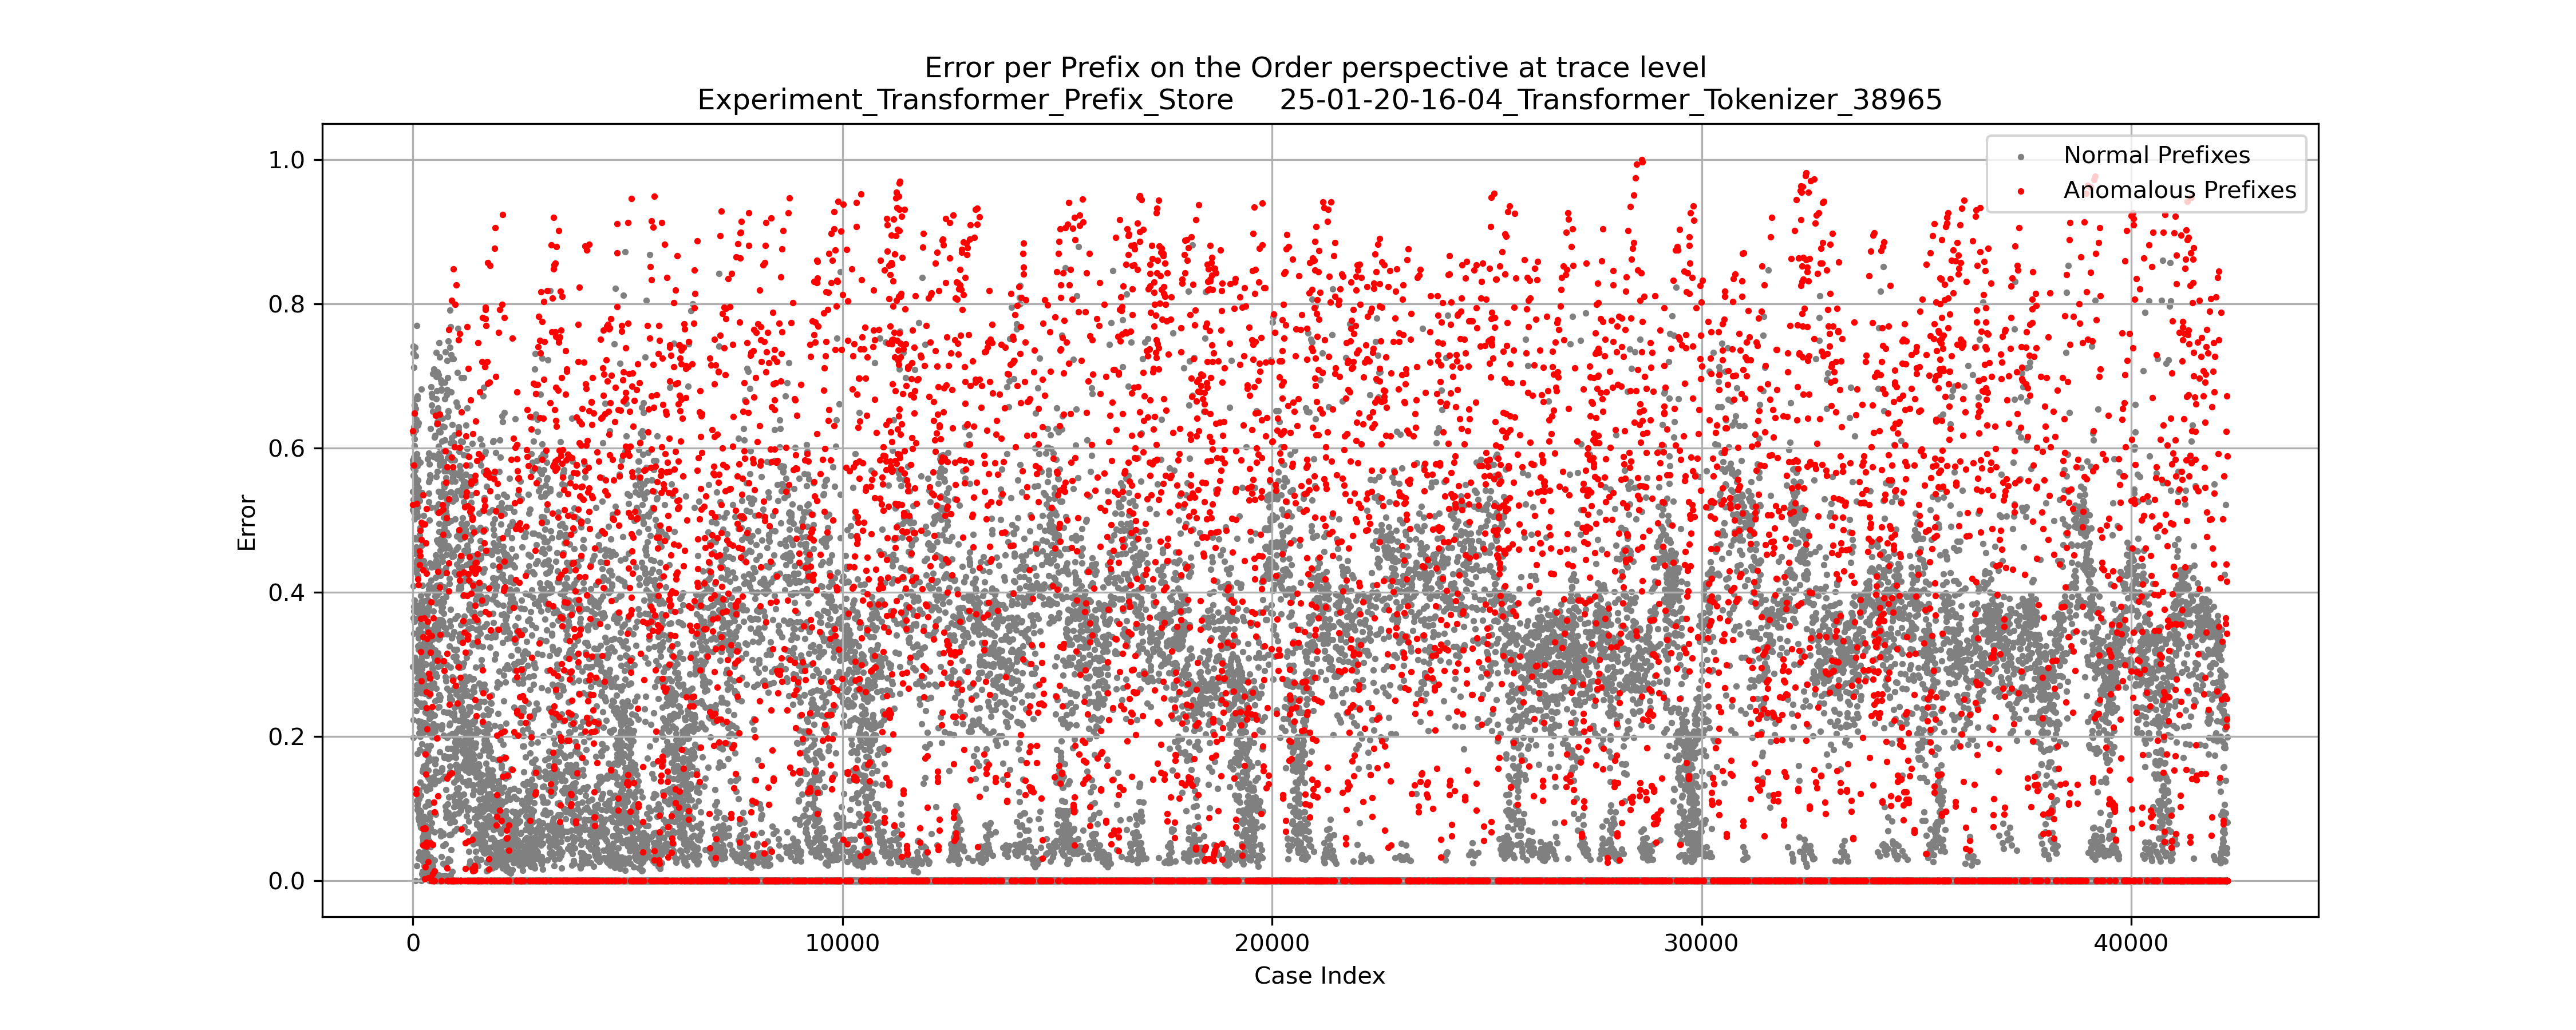 Error per Prefix on the Order perspective at trace level
Experiment_Transformer_Prefix_Store 25-01-20-16-04_Transformer_Tokenizer_38965
Normal Prefixes
Anomalous Prefixes
1.0
0.8
0.6
0.4
0.2
0.0
Error
0 10000 20000 30000 40000
Case Index